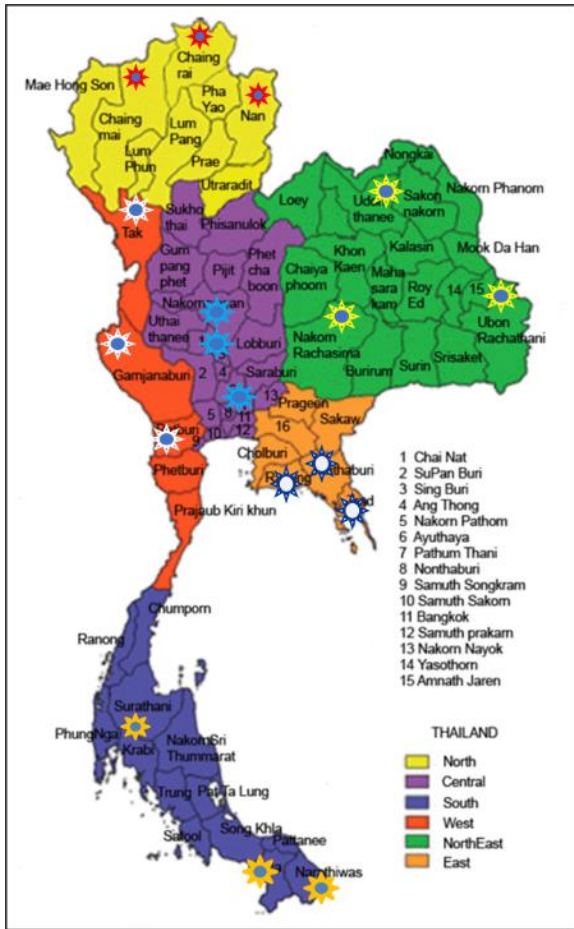 Mae Hong Son
Chaing
rai
Pha
Yao
Nan
Chaing
mai
Lum
Pang
Lum
Phun
Prae
Utraradit
Nongkai
Loey
Sakon
nakorn
Nakorn Phanom
Tak
Sukho
thai
Phisanulok
Khon
Kaen
Kalasin
Mook Da Han
Gum
pang
phet
Pijit
Phet
cha
boon
Chaiya
phoom
Maha
sara
kam
Roy
Ed
14
15
Uthai
thanee
Lobburi
Nakorn
Rachasima
Ubon
Rachathani
Garnjanaburi
2
4
Saraburi
Burirum
Surin
Srisaket
13
Prageen
5
8
11
16
Sakaw
9
10
12
Cholburi
Phetburi
Prajaub Kiri khun
1 Chai Nat
2 SuPan Buri
3 Sing Buri
4 Ang Thong
5 Nakorn Pathom
6 Ayuthaya
7 Pathum Thani
8 Nonthaburi
9 Samuth Songkram
10 Samuth Sakorn
11 Bangkok
12 Samuth prakarn
13 Nakorn Nayok
14 Yasothorn
15 Amnath Jaren
Chumporn
Ranong
Surathani
PhungNga
Krabi
NakornSri
Thummarat
Trung
Pat Ta Lung
Satool
Song Khla
Pattanee
THAILAND
North
Central
South
West
NorthEast
East